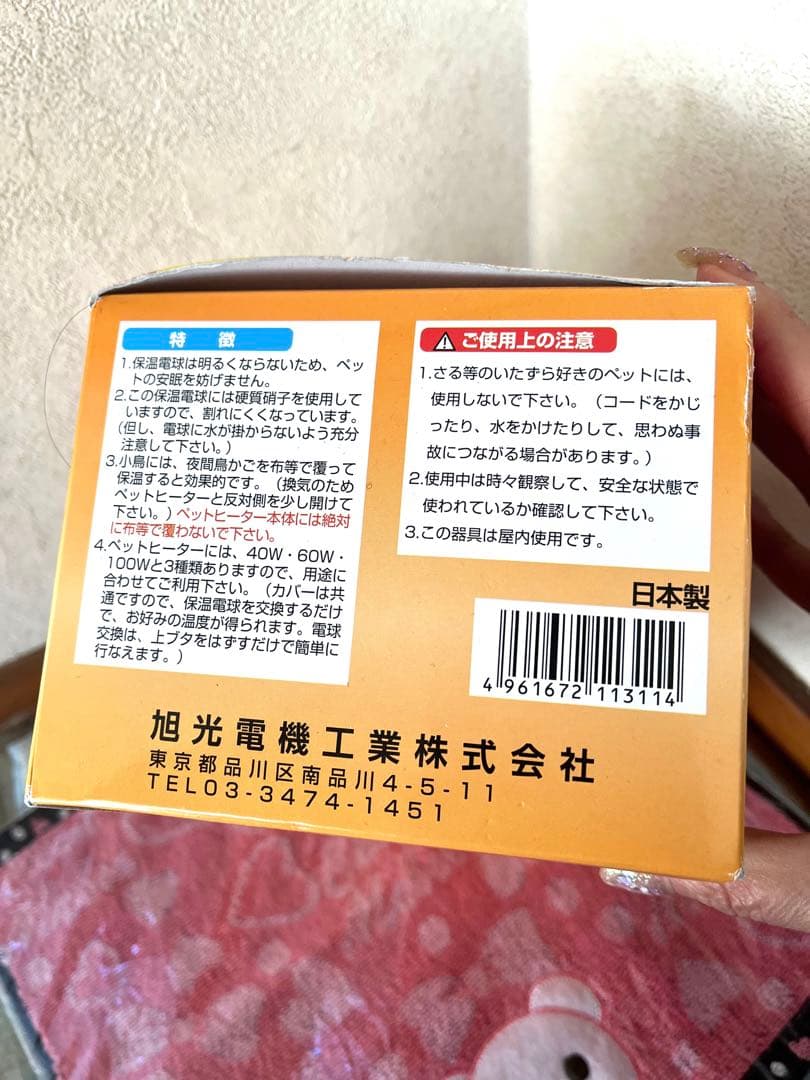 特徴
1.保温電球は明るくならないため、ペッ
トの安眠を妨げません。
2.この保温電球には硬質硝子を使用して
いますので、割れにくくなっています。
(但し、電球に水が掛からないよう充分
注意して下さい。)
3.小鳥には、夜間鳥かごを布等で覆って
保温すると効果的です。(換気のため
ペットヒーターと反対側を少し開けて
下さい。)ペットヒーター本体には絶対
に布等で覆わないで下さい。
4.ペットヒーターには、40W・60W・
100Wと3種類ありますので、用途に
合わせてご利用下さい。(カバーは共
通ですので、保温電球を交換するだけ
で、お好みの温度が得られます。電球
交換は、上ブタをはずすだけで簡単に
行なえます。)
ご使用上の注意
1.さる等のいたずら好きのペットには、
使用しないで下さい。(コードをかじ
ったり、水をかけたりして、思わぬ事
故につながる場合があります。)
2.使用中は時々観察して、安全な状態で
使われているか確認して下さい。
3.この器具は屋内使用です。
日本製
4 961672 113114
旭光電機工業株式会社
東京都品川区南品川4-5-11
TEL03-3474-1451